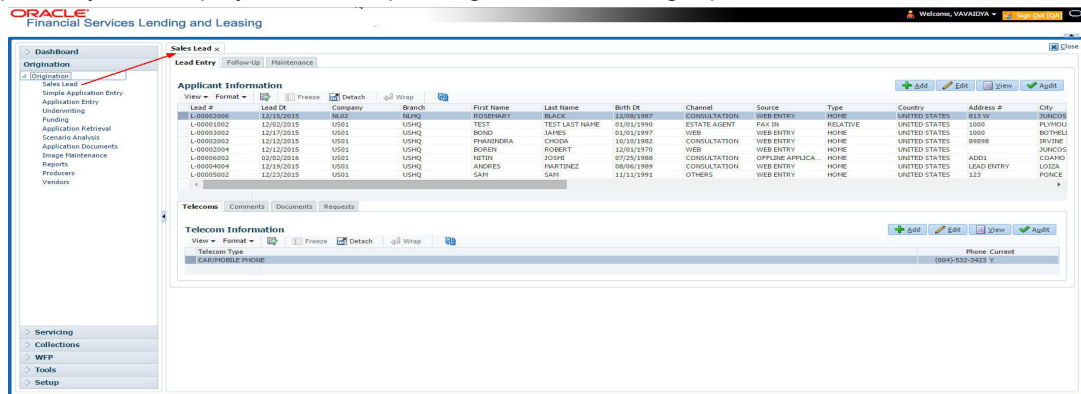 ORACLE
Financial Services Lending and Leasing
Welcome, VAVAIDYA
Sign Out [QA]
Close
DashBoard
Origination
Origination
Sales Lead
Simple Application Entry
Application Entry
Underwriting
Funding
Application Retrieval
Scenario Analysis
Application Documents
Image Maintenance
Reports
Producers
Vendors
Servicing
Collections
WFP
Tools
Setup
Sales Lead
Lead Entry Follow-Up Maintenance
Applicant Information
Add Edit View Audit
View Format Freeze Detach Wrap
Lead # Lead Dt Company Branch First Name Last Name Birth Dt Channel Source Type Country Address # City
L-00002006 12/15/2015 NL02 NLHQ ROSEMARY BLACK 12/08/1987 CONSULTATION WEB ENTRY HOME UNITED STATES 813 W JUNCOS
L-00001002 12/02/2015 US01 USHQ TEST TEST LAST NAME 01/01/1990 ESTATE AGENT FAX IN RELATIVE UNITED STATES 1000 PLYMOU
L-00003002 12/17/2015 US01 USHQ BOND JAMES 01/01/1997 WEB WEB ENTRY HOME UNITED STATES 1000 BOTHELI
L-00002002 12/12/2015 US01 USHQ PHANINDRA CHODA 10/10/1982 CONSULTATION WEB ENTRY HOME UNITED STATES 89898 IRVINE
L-00002004 12/12/2015 US01 USHQ BOREN ROBERT 12/01/1970 WEB WEB ENTRY HOME UNITED STATES JUNCOS
L-00006002 02/02/2016 US01 USHQ NITIN JOSHI 07/25/1988 CONSULTATION OFFLINE APPLICA... HOME UNITED STATES ADD1 COAMO
L-00004004 12/19/2015 US01 USHQ ANDRES MARTINEZ 08/06/1989 CONSULTATION WEB ENTRY HOME UNITED STATES LEAD ENTRY LOIZA
L-00005002 12/23/2015 US01 USHQ SAM SAM 11/11/1991 OTHERS WEB ENTRY HOME UNITED STATES 123 PONCE
Telecoms Comments Documents Requests
Telecom Information
Add Edit View Audit
View Format Freeze Detach Wrap
Telecom Type Phone Current
CAR/MOBILE PHONE (004)-532-3423 Y